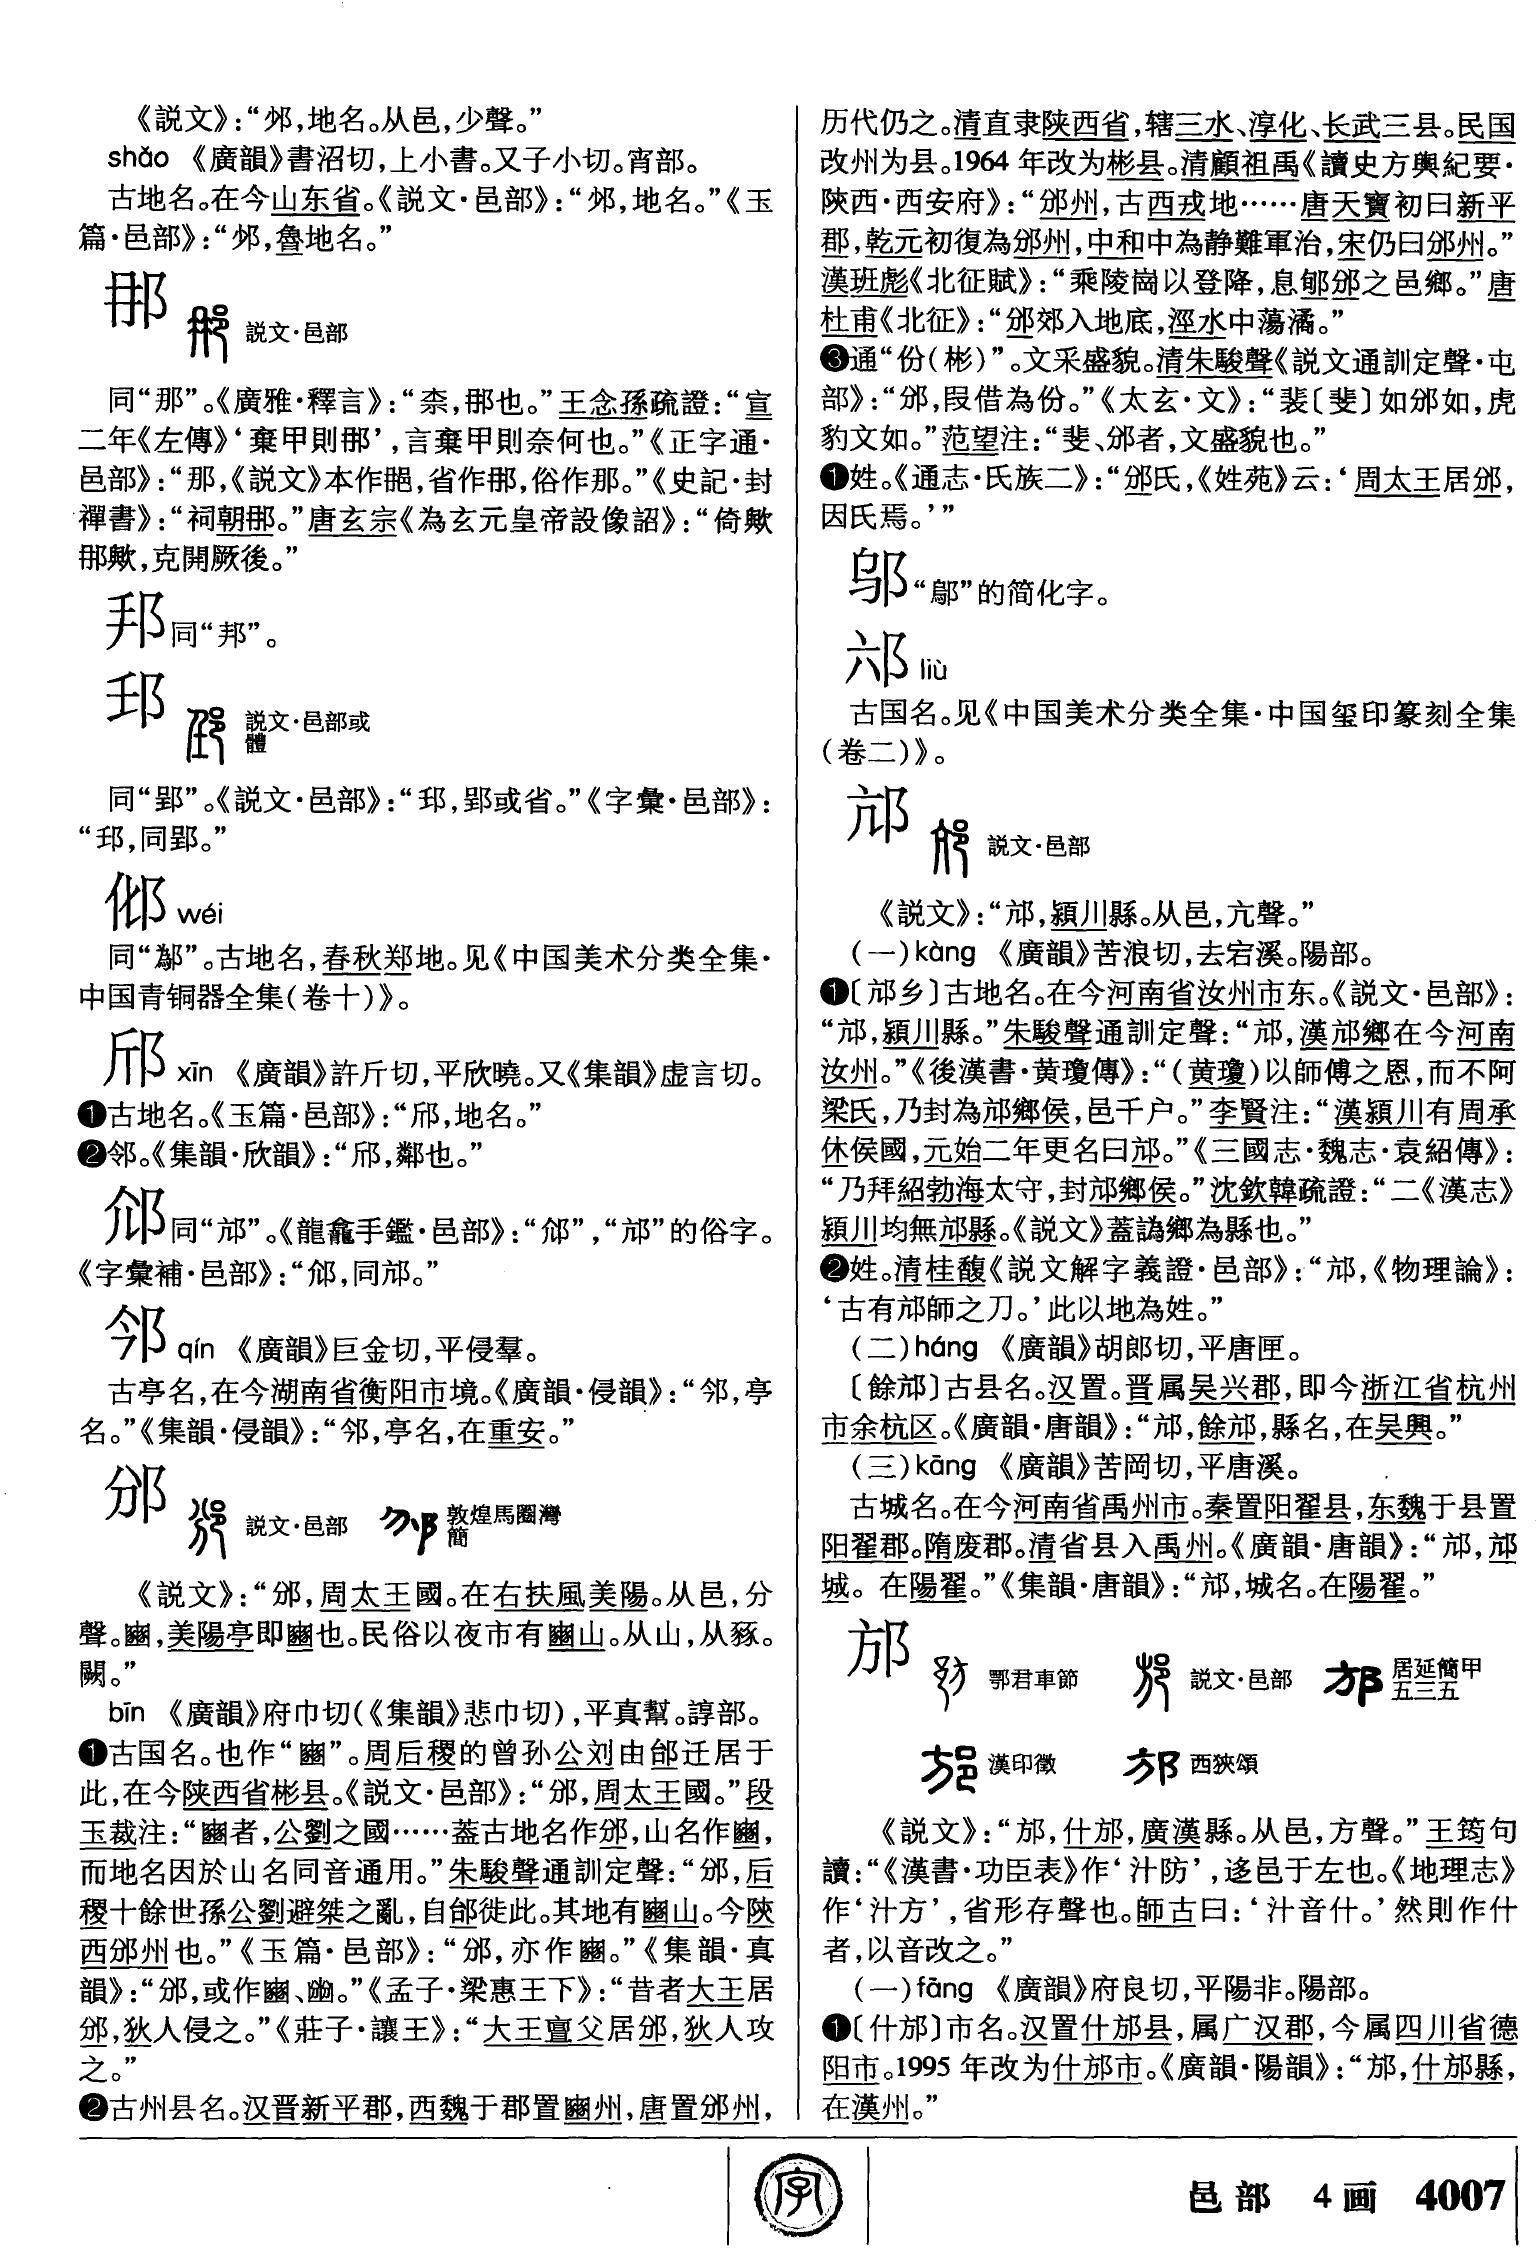 《説文》：“𨙹，地名。从邑，少聲。”
shǎo 《廣韻》書沼切，上小書。又子小切。宵部。
古地名。在今山东省。《説文·邑部》：“𨙹，地名。”《玉
篇·邑部》：“𨙹，魯地名。”
𨚗 説文·邑部
同“那”。《廣雅·釋言》：“柰，𨚗也。”王念孫疏證：“宣
二年《左傳》‘棄甲則𨚗’，言棄甲則奈何也。”《正字通·
邑部》：“那，《説文》本作𨙻，省作𨚗，俗作那。”《史記·封
禪書》：“祠朝𨚗。”唐玄宗《為玄元皇帝設像詔》：“倚歟
𨚗歟，克開厥後。”
邦同“邦”。
𨙸 説文·邑部或
體
同“郢”。《説文·邑部》：“𨙸，郢或省。”《字彙·邑部》：
“𨙸，同郢。”
wéi
同“鄬”。古地名，春秋郑地。见《中国美术分类全集·
中国青铜器全集（卷十）》。
邤xīn 《廣韻》許斤切，平欣曉。又《集韻》虚言切。
❶古地名。《玉篇·邑部》：“邤，地名。”
❷邻。《集韻·欣韻》：“邤，鄰也。”
同“邟”。《龍龕手鑑·邑部》：“”，“邟”的俗字。
《字彙補·邑部》：“，同邟。”
邻qín 《廣韻》巨金切，平侵羣。
古亭名，在今湖南省衡阳市境。《廣韻·侵韻》：“，亭
名。”《集韻·侵韻》：“，亭名，在重安。”
邠 説文·邑部 敦煌馬圈灣
簡
《説文》：“邠，周太王國。在右扶風美陽。从邑，分
聲。豳，美陽亭即豳也。民俗以夜市有豳山。从山，从豩。
闕。”
bīn 《廣韻》府巾切（《集韻》悲巾切），平真幫。諄部。
❶古国名。也作“豳”。周后稷的曾孙公刘由邰迁居于
此，在今陕西省彬县。《説文·邑部》：“邠，周太王國。”段
玉裁注：“豳者，公劉之國……葢古地名作邠，山名作豳，
而地名因於山名同音通用。”朱駿聲通訓定聲：“邠，后
稷十餘世孫公劉避桀之亂，自邰徙此。其地有豳山。今陝
西邠州也。”《玉篇·邑部》：“邠，亦作豳。”《集韻·真
韻》：“邠，或作豳、𡵲。”《孟子·梁惠王下》：“昔者大王居
邠，狄人侵之。”《莊子·讓王》：“大王亶父居邠，狄人攻
之。”
❷古州县名。汉晋新平郡，西魏于郡置豳州，唐置邠州，
历代仍之。清直隶陕西省，辖三水、淳化、长武三县。民国
改州为县。1964年改为彬县。清顧祖禹《讀史方輿紀要·
陝西·西安府》：“邠州，古西戎地……唐天寶初曰新平
郡，乾元初復為邠州，中和中為静難軍治，宋仍曰邠州。”
漢班彪《北征賦》：“乘陵崗以登降，息郇邠之邑鄉。”唐
杜甫《北征》：“邠郊入地底，涇水中蕩潏。”
❸通“份（彬）”。文采盛貌。清朱駿聲《説文通訓定聲·屯
部》：“邠，叚借為份。”《太玄·文》：“裴〔斐〕如邠如，虎
豹文如。”范望注：“斐、邠者，文盛貌也。”
❶姓。《通志·氏族二》：“邠氏，《姓苑》云：‘周太王居邠，
因氏焉。’”
邬“鄔”的简化字。
liù
古国名。见《中国美术分类全集·中国玺印篆刻全集
（卷二）》。
邟 説文·邑部
《説文》：“邟，潁川縣。从邑，亢聲。”
（一）kàng 《廣韻》苦浪切，去宕溪。陽部。
❶〔邟乡〕古地名。在今河南省汝州市东。《説文·邑部》：
“邟，潁川縣。”朱駿聲通訓定聲：“邟，漢邟鄉在今河南
汝州。”《後漢書·黄瓊傳》：“（黄瓊）以師傅之恩，而不阿
梁氏，乃封為邟鄉侯，邑千户。”李賢注：“漢潁川有周承
休侯國，元始二年更名曰邟。”《三國志·魏志·袁紹傳》：
“乃拜紹勃海太守，封邟鄉侯。”沈欽韓疏證：“二《漢志》
潁川均無邟縣。《説文》蓋譌鄉為縣也。”
❷姓。清桂馥《説文解字義證·邑部》：“邟，《物理論》：
‘古有邟師之刀。’此以地為姓。”
（二）háng 《廣韻》胡郎切，平唐匣。
〔餘邟〕古县名。汉置。晋属吴兴郡，即今浙江省杭州
市余杭区。《廣韻·唐韻》：“邟，餘邟，縣名，在吴興。”
（三）kāng 《廣韻》苦岡切，平唐溪。
古城名。在今河南省禹州市。秦置阳翟县，东魏于县置
阳翟郡。隋废郡。清省县入禹州。《廣韻·唐韻》：“邟，邟
城。在陽翟。”《集韻·唐韻》：“邟，城名。在陽翟。”
邡 鄂君車節 説文·邑部 居延簡甲
五三五
漢印徵 西狹頌
《説文》：“邡，什邡，廣漢縣。从邑，方聲。”王筠句
讀：“《漢書·功臣表》作‘汁防’，迻邑于左也。《地理志》
作‘汁方’，省形存聲也。師古曰：‘汁音什。’然則作什
者，以音改之。”
（一）fāng 《廣韻》府良切，平陽非。陽部。
❶〔什邡〕市名。汉置什邡县，属广汉郡，今属四川省德
阳市。1995年改为什邡市。《廣韻·陽韻》：“邡，什邡縣，
在漢州。”
字
邑部 4画 4007